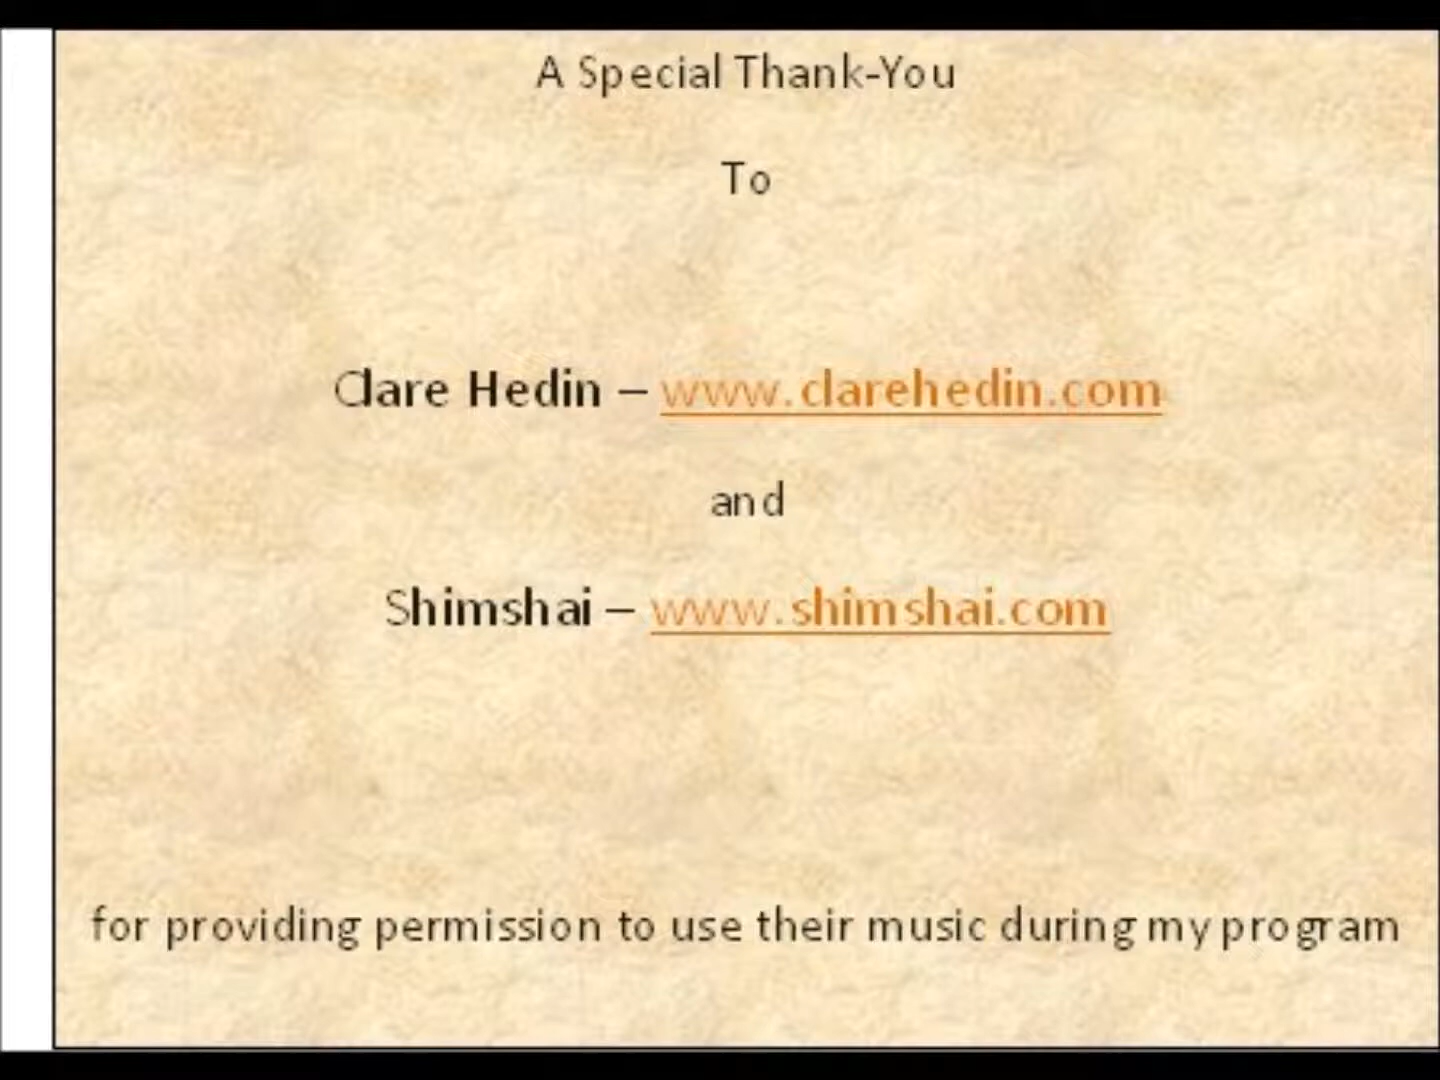 A Special Thank-You
To
Clare Hedin – www.clarehedin.com
and
Shimshai – www.shimshai.com
for providing permission to use their music during my program